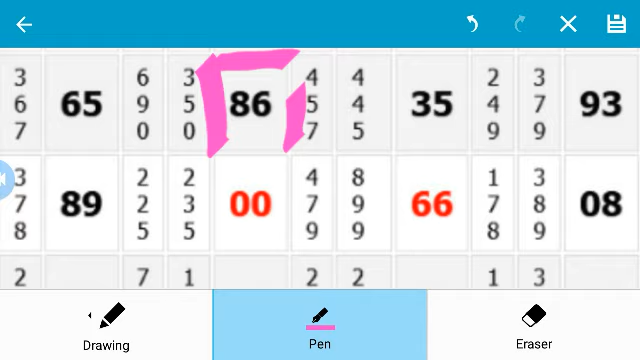 3 6 3 4 4 2 3
6 65 9 5 86 5 4 35 4 7 93
7 0 0 7 5 9 9
3 2 2 4 8 1 3
7 89 2 3 00 7 9 66 7 8 08
8 5 5 9 9 8 9
2 7 1 2 2 1 3
Drawing Pen Eraser